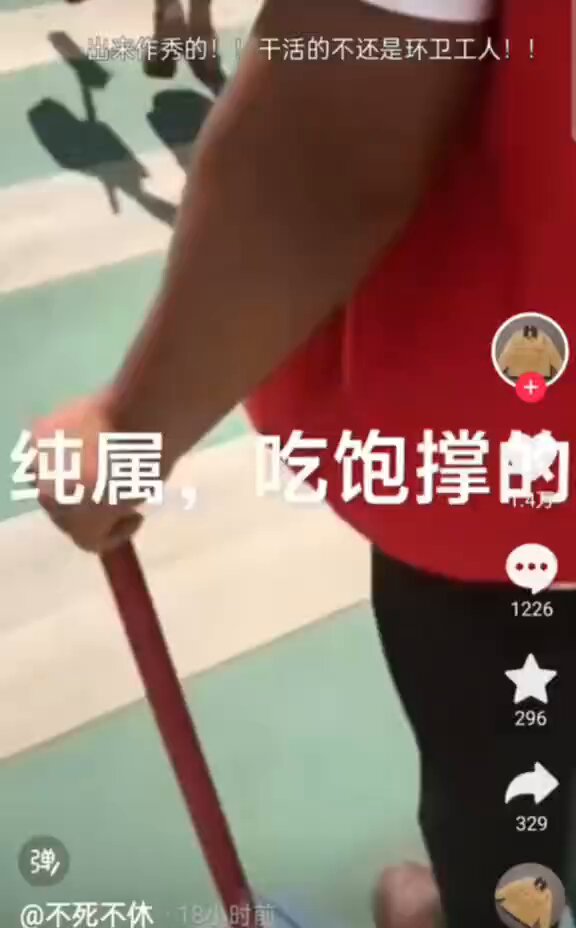 出来作秀的！！干活的不还是环卫工人！！
纯属，吃饱撑的
1.4万
1226
296
329
弹
@不死不休 · 18小时前